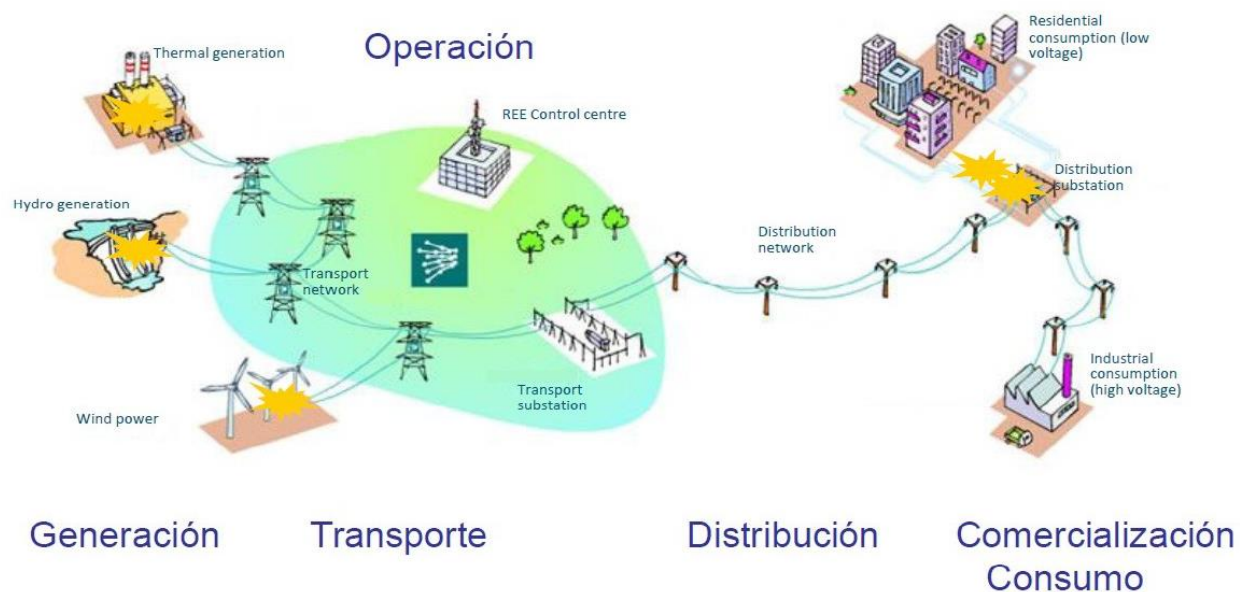 Operación
Thermal generation
REE Control centre
Residential
consumption (low
voltage)
Hydro generation
Transport
network
Distribution
network
Distribution
substation
Wind power
Transport
substation
Industrial
consumption
(high voltage)
Generación
Transporte
Distribución
Comercialización
Consumo